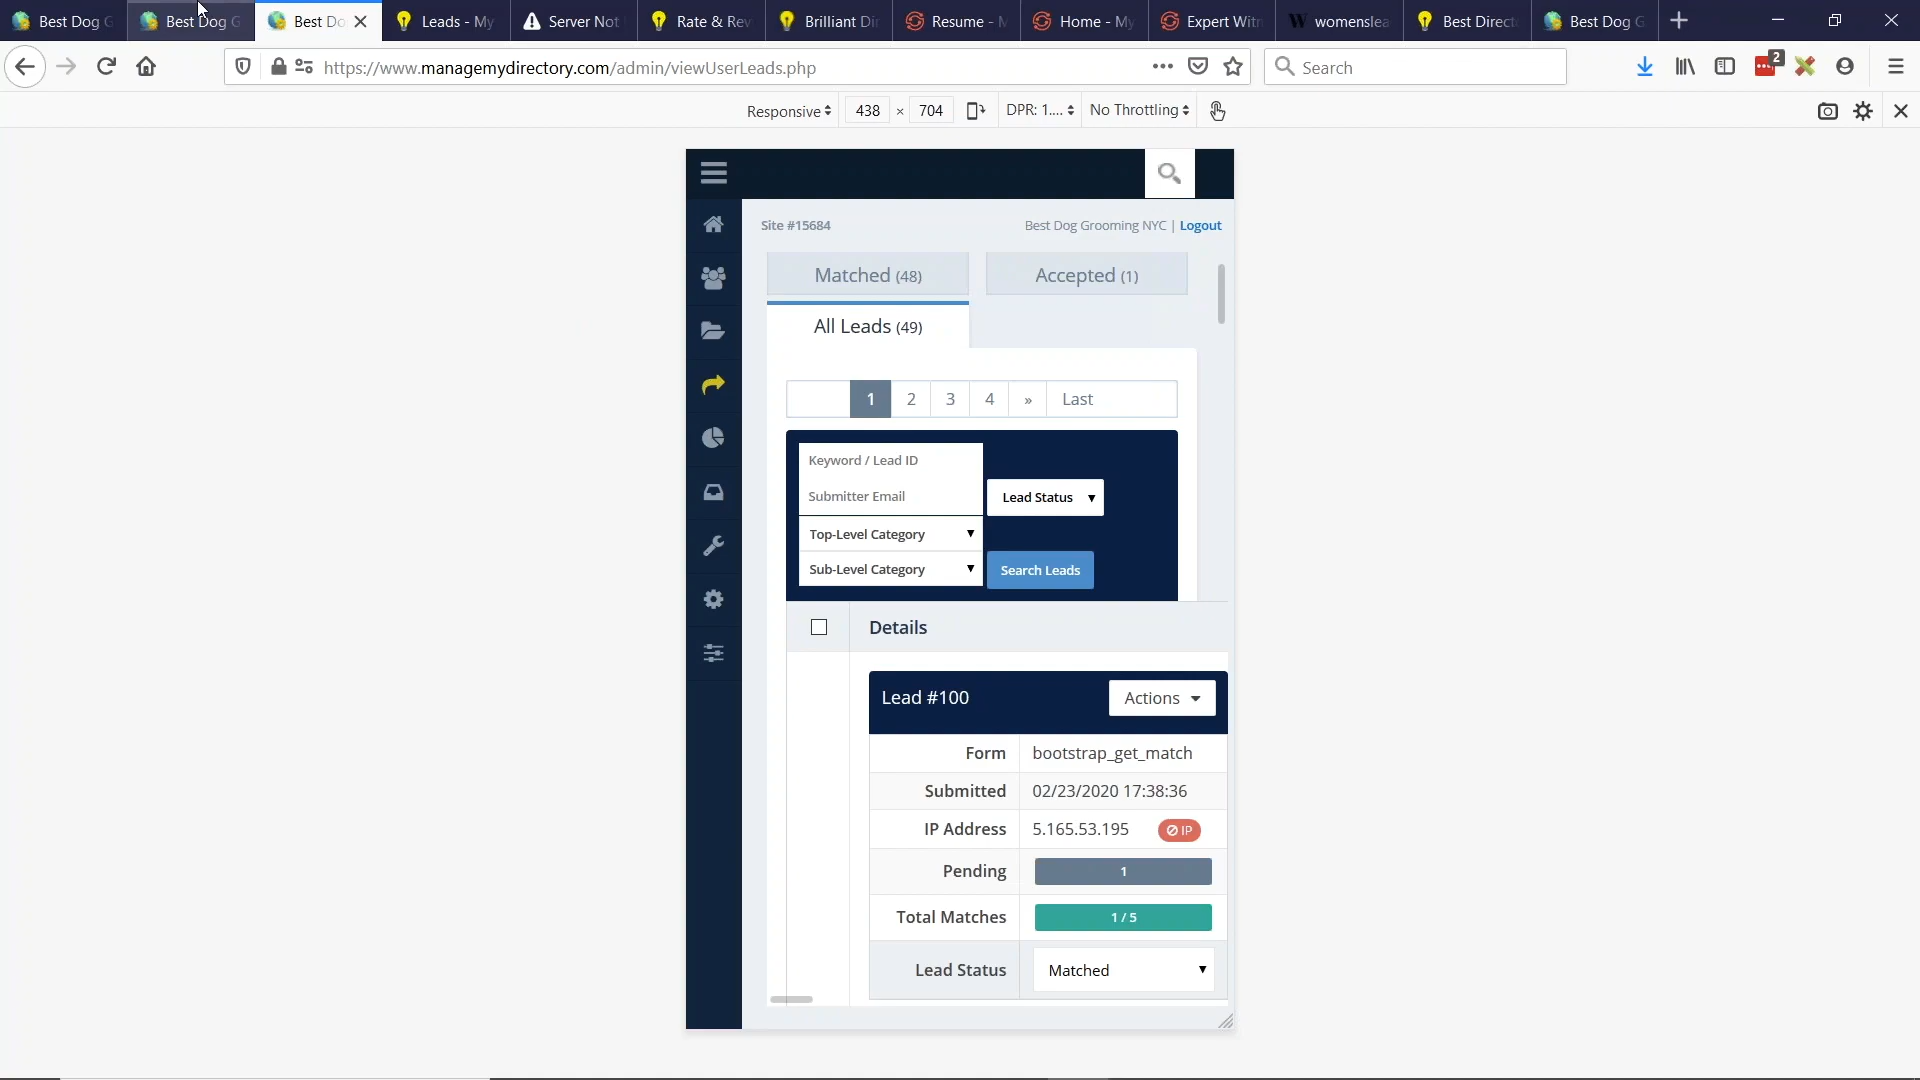 Best Dog G
Best Dog G
Best Do
Leads - My
Server Not
Rate & Rev
Brilliant Dir
Resume - M
Home - My
Expert Witn
W womenslea
Best Direct
Best Dog G
https://www.managemydirectory.com/admin/viewUserLeads.php
Search
2
Responsive 438 × 704 DPR: 1.... No Throttling
Site #15684
Best Dog Grooming NYC | Logout
Matched (48)
Accepted (1)
All Leads (49)
1 2 3 4 » Last
Keyword / Lead ID
Submitter Email
Lead Status
Top-Level Category
Sub-Level Category
Search Leads
Details
Lead #100
Actions
Form bootstrap_get_match
Submitted 02/23/2020 17:38:36
IP Address 5.165.53.195 IP
Pending 1
Total Matches 1 / 5
Lead Status Matched